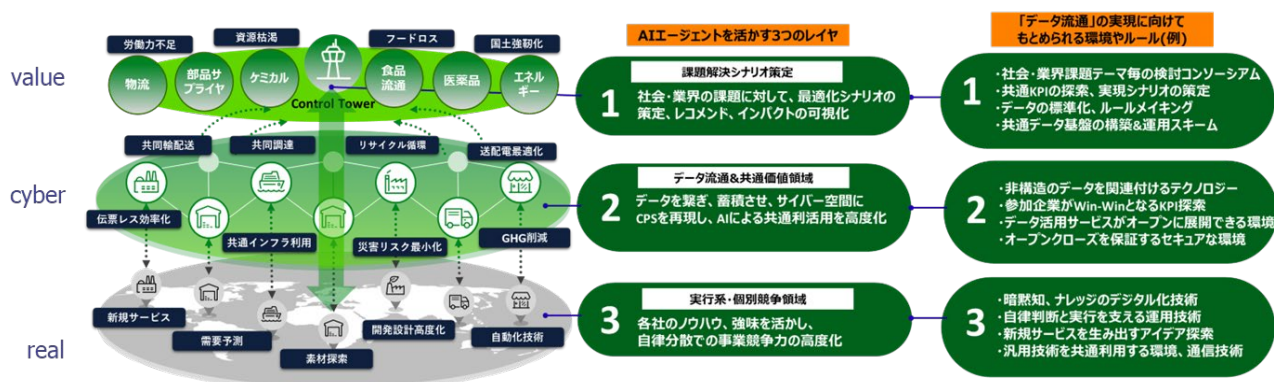 value
労働力不足
資源枯渇
フードロス
国土強靭化
物流
部品サ
プライヤ
ケミカル
Control Tower
食品
流通
医薬品
エネル
ギー
cyber
共同輸配送
共同調達
リサイクル循環
送配電最適化
伝票レス効率化
共通インフラ利用
災害リスク最小化
GHG削減
real
新規サービス
需要予測
素材探索
開発設計高度化
自動化技術
AIエージェントを活かす3つのレイヤ
課題解決シナリオ策定
1
社会・業界の課題に対して、最適化シナリオの
策定、レコメンド、インパクトの可視化
データ流通&共通価値領域
2
データを繋ぎ、蓄積させ、サイバー空間に
CPSを再現し、AIによる共通利活用を高度化
実行系・個別競争領域
3
各社のノウハウ、強味を活かし、
自律分散での事業競争力の高度化
「データ流通」の実現に向けて
もとめられる環境やルール(例)
1
・社会・業界課題テーマ毎の検討コンソーシアム
・共通KPIの探索、実現シナリオの策定
・データの標準化、ルールメイキング
・共通データ基盤の構築&運用スキーム
2
・非構造のデータを関連付けるテクノロジー
・参加企業がWin-WinとなるKPI探索
・データ活用サービスがオープンに展開できる環境
・オープンクローズを保証するセキュアな環境
3
・暗黙知、ナレッジのデジタル化技術
・自律判断と実行を支える運用技術
・新規サービスを生み出すアイデア探索
・汎用技術を共通利用する環境、通信技術